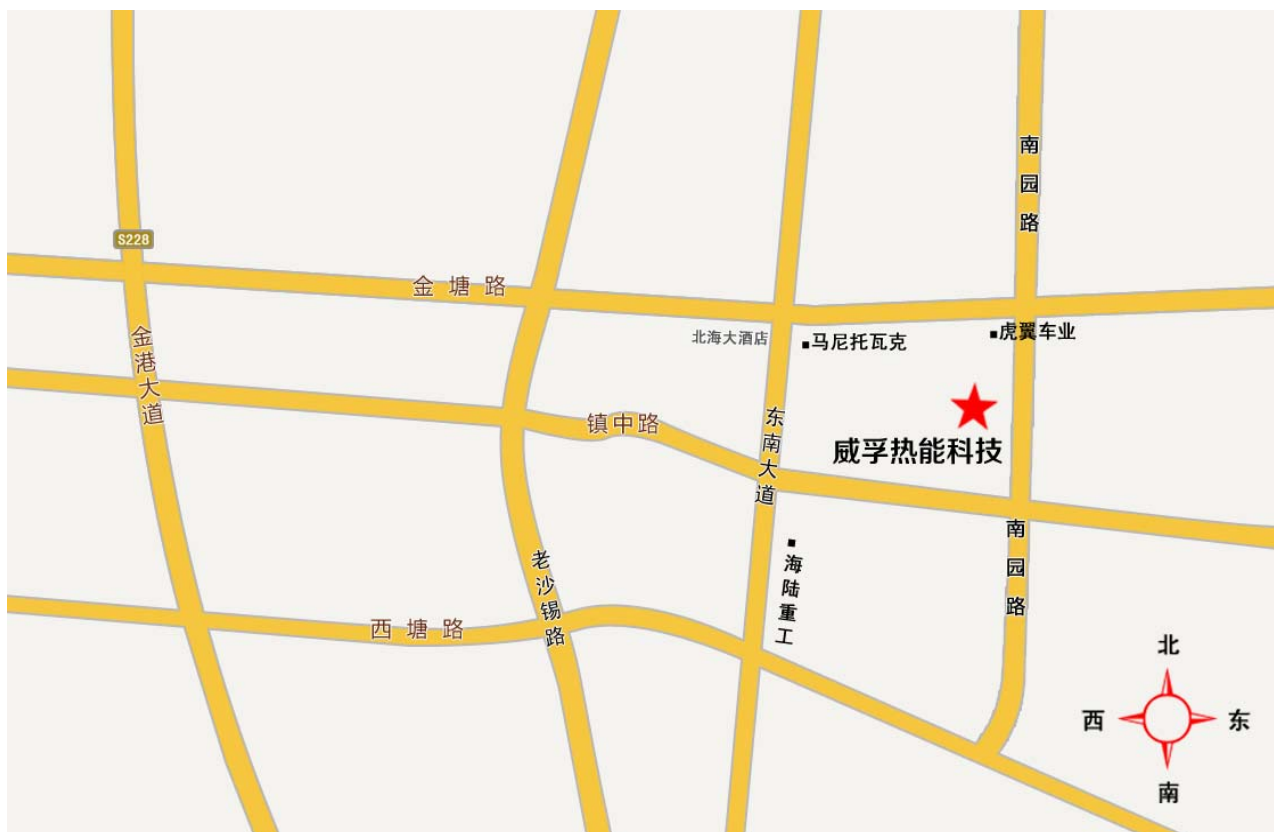 南园路
S228
金塘路
金港大道
北海大酒店
马尼托瓦克
虎翼车业
镇中路
东南大道
威孚热能科技
南园路
海陆重工
老沙锡路
西塘路
北
西
东
南